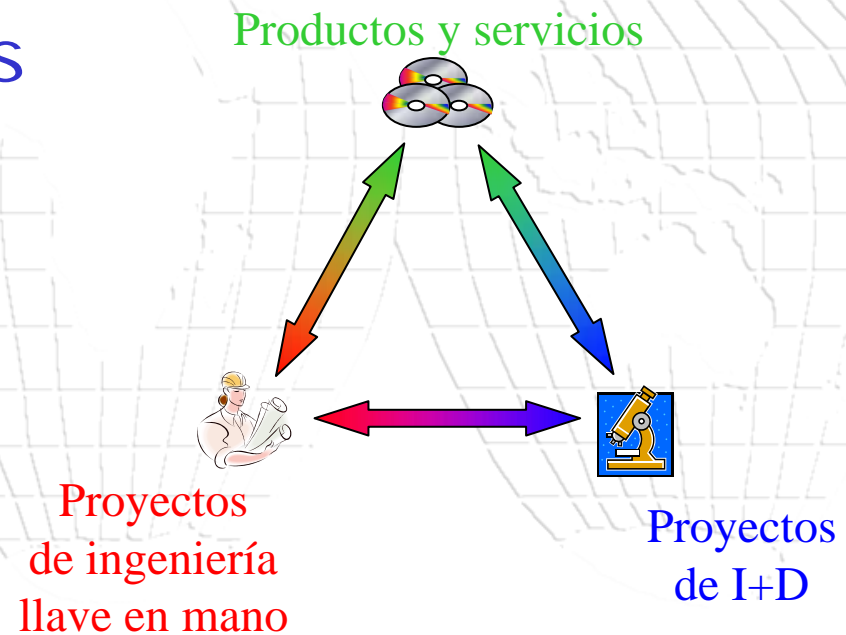 Productos y servicios
s
Proyectos
de ingeniería
llave en mano
Proyectos
de I+D